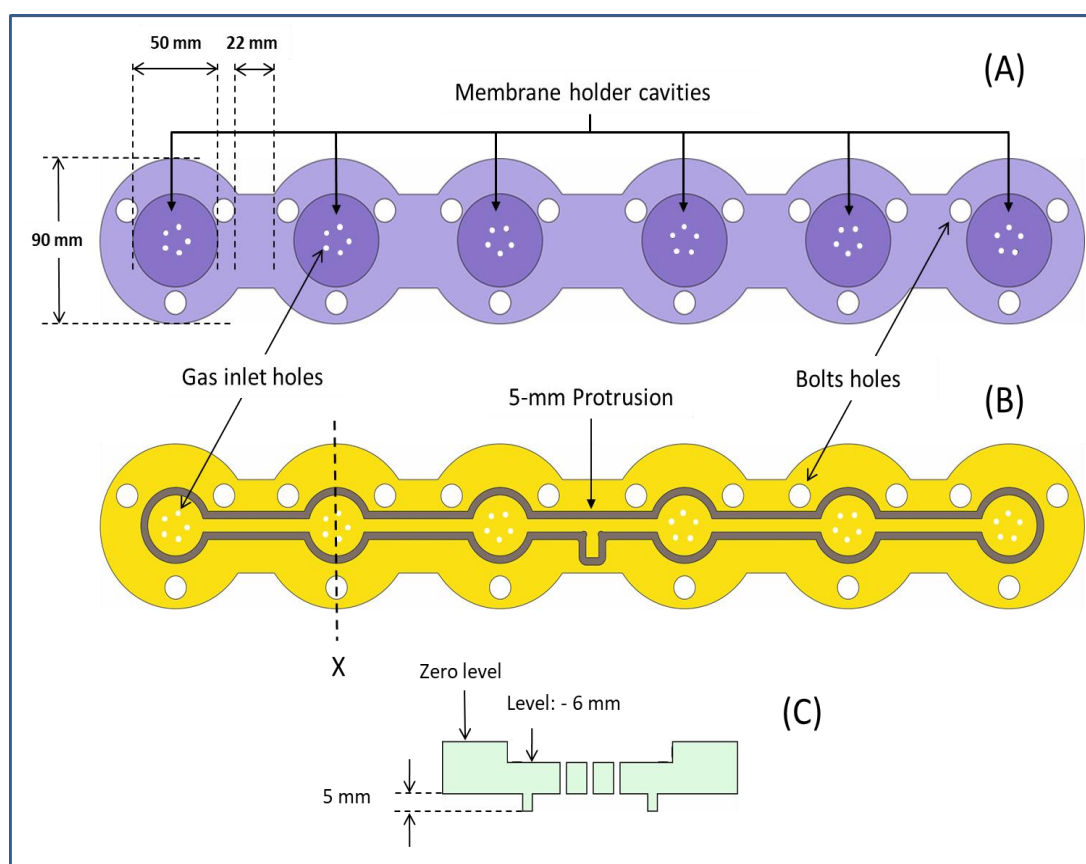 50 mm
22 mm
(A)
Membrane holder cavities
90 mm
Gas inlet holes
Bolts holes
5-mm Protrusion
(B)
X
Zero level
Level: - 6 mm
(C)
5 mm